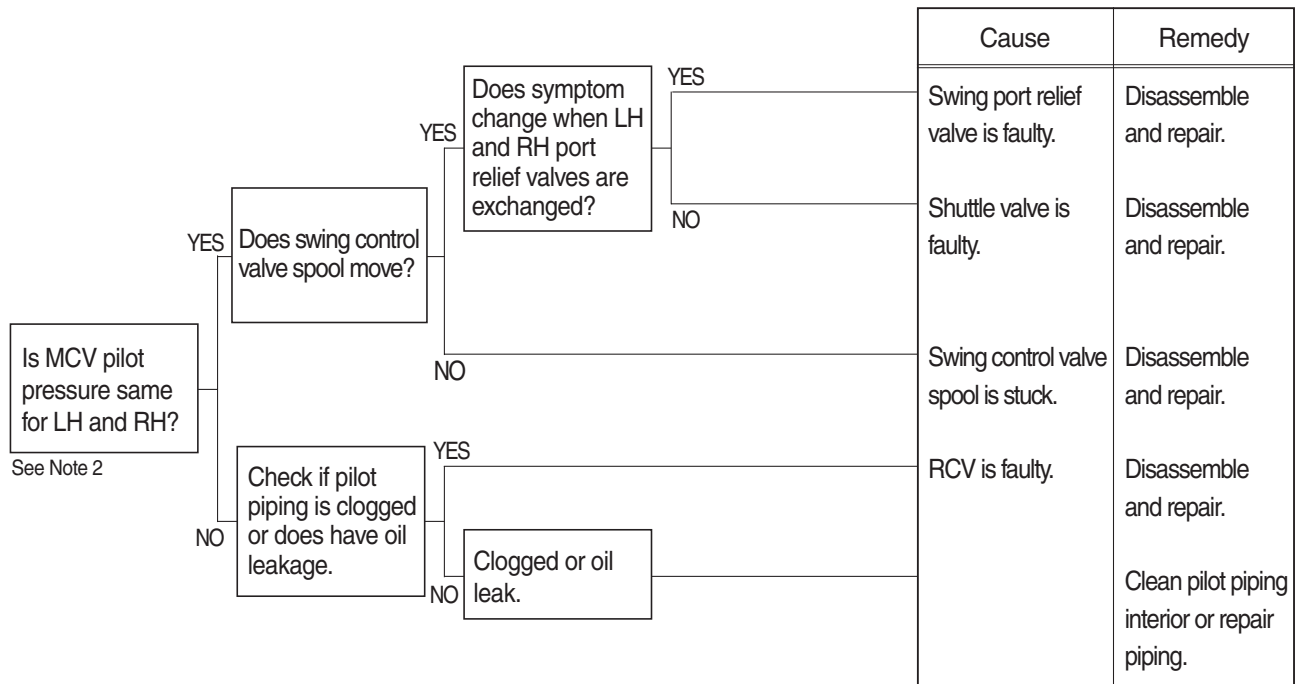 Cause
Remedy
YES
Does symptom
change when LH
and RH port
relief valves are
exchanged?
YES
Swing port relief
valve is faulty.
Disassemble
and repair.
NO
Shuttle valve is
faulty.
Disassemble
and repair.
YES
Does swing control
valve spool move?
NO
Swing control valve
spool is stuck.
Disassemble
and repair.
Is MCV pilot
pressure same
for LH and RH?
See Note 2
NO
Check if pilot
piping is clogged
or does have oil
leakage.
YES
RCV is faulty.
Disassemble
and repair.
NO
Clogged or oil
leak.
Clean pilot piping
interior or repair
piping.